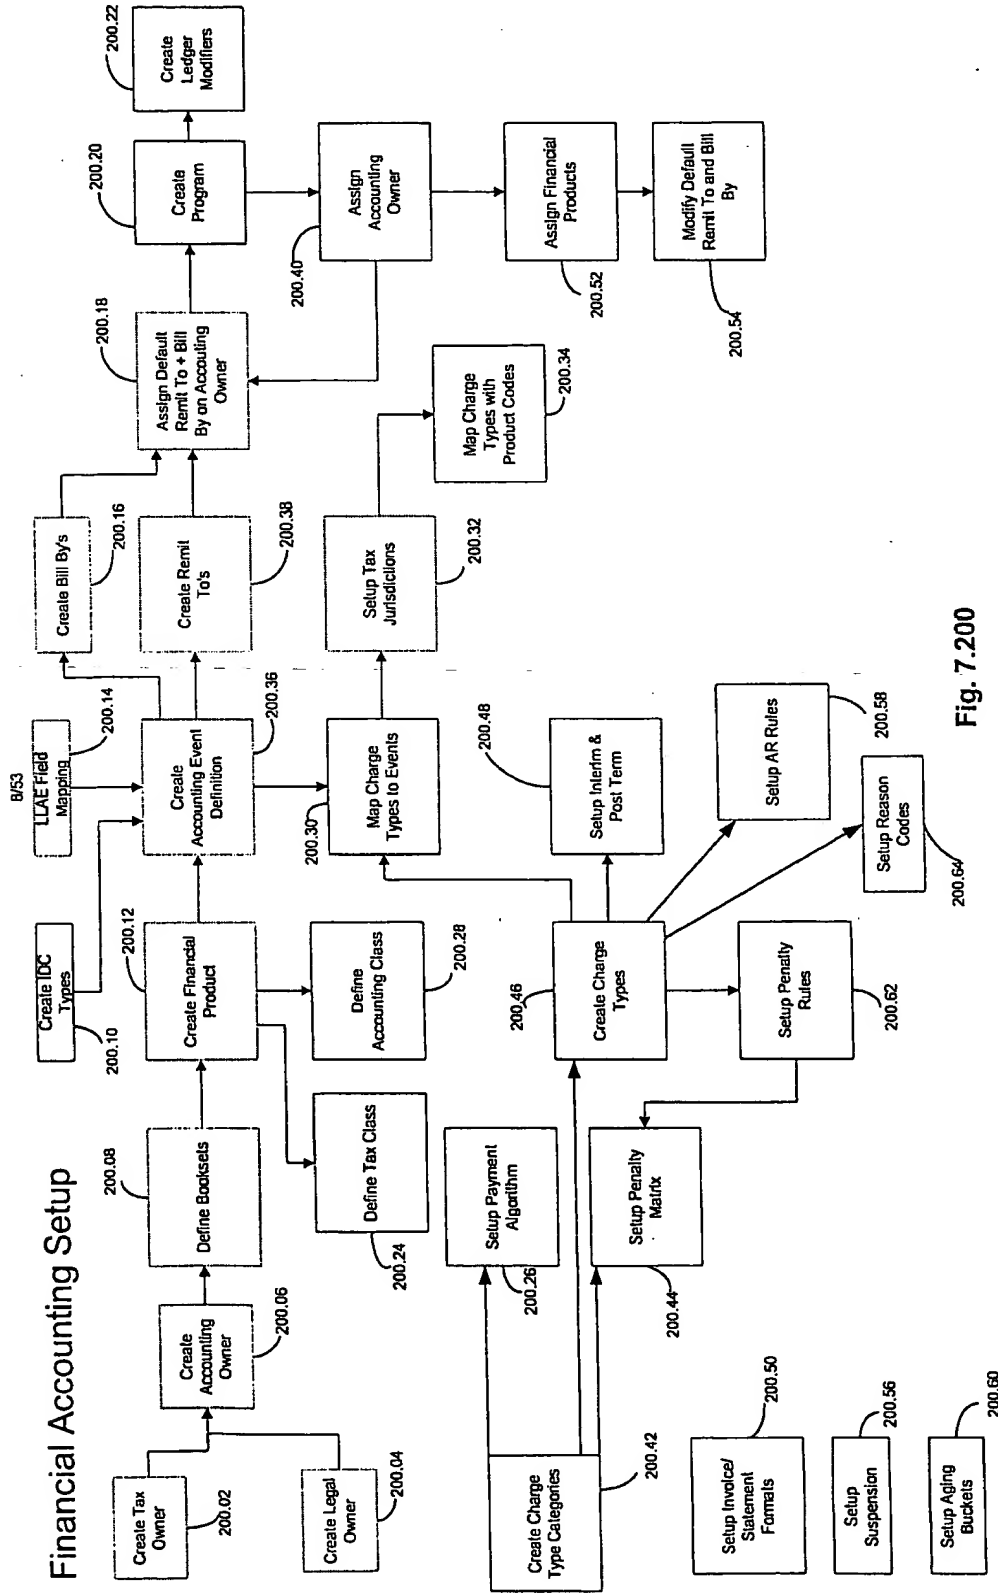 Financial Accounting Setup
8/53
Create Tax
Owner
200.02
Create Legal
Owner
200.04
Create
Accounting
Owner
200.06
Define Booksets
200.08
Create IDC
Types
200.10
Create Financial
Product
200.12
LLAE Field
Mapping
200.14
Create
Accounting Event
Definition
200.36
Create Bill By's
200.16
Create Remit
To's
200.38
Assign Default
Remit To + Bill
By on Accouting
Owner
200.18
Create
Program
200.20
Create
Ledger
Modifiers
200.22
Define Tax Class
200.24
Define
Accounting Class
200.28
Map Charge
Types to Events
200.30
Setup Tax
Jurisdictions
200.32
Map Charge
Types with
Product Codes
200.34
Assign
Accounting
Owner
200.40
Assign Financial
Products
200.52
Modify Default
Remit To and Bill
By
200.54
Create Charge
Type Categories
200.42
Setup Payment
Algorithm
200.26
Setup Penalty
Matrix
200.44
Create Charge
Types
200.46
Setup Interim &
Post Term
200.48
Setup AR Rules
200.58
Setup Reason
Codes
200.64
Setup Penalty
Rules
200.62
Setup Invoice/
Statement
Formats
200.50
Setup
Suspension
200.56
Setup Aging
Buckets
200.60
Fig. 7.200